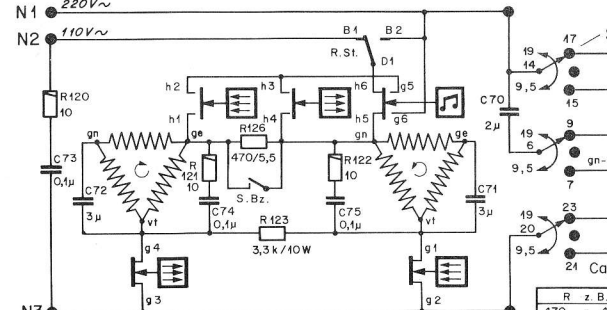 N1 220V~
N2 110V~
B1 B2
R.St.
D1
17
19
14
9,5
15
h2 h3 h6 g5
R120
10
h1 h4 h5 g6
C70
2µ
19
6
9,5
9
7
gn-
gn ge R126 gn ge
470/5,5
C73
0,1µ
C72
3µ
R
121
10
S.Bz.
R122
10
C71
3µ
C74
0,1µ
C75
0,1µ
vt vt
R123
3,3k/10W
19
20
9,5
23
21
Ca
g4 g1
g3 g2
N3
R z.B.